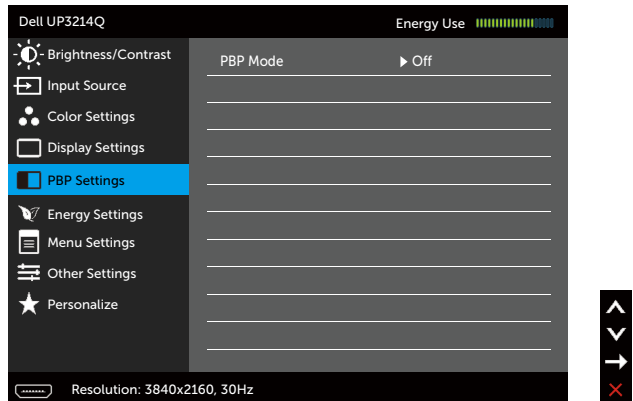 Dell UP3214Q Energy Use
Brightness/Contrast
PBP Mode Off
Input Source
Color Settings
Display Settings
PBP Settings
Energy Settings
Menu Settings
Other Settings
Personalize
Resolution: 3840x2160, 30Hz